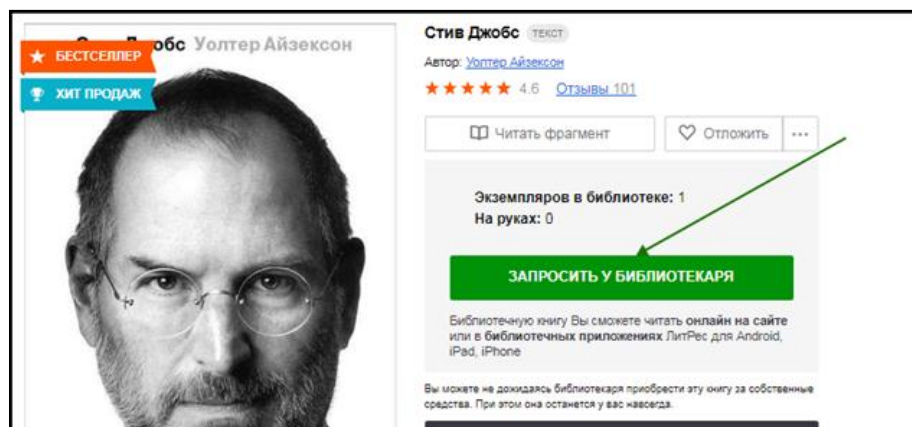 обс Уолтер Айзексон
БЕСТСЕЛЛЕР
ХИТ ПРОДАЖ
Стив Джобс ТЕКСТ
Автор: Уолтер Айзексон
4.6 Отзывы 101
Читать фрагмент
Отложить ...
Экземпляров в библиотеке: 1
На руках: 0
ЗАПРОСИТЬ У БИБЛИОТЕКАРЯ
Библиотечную книгу Вы сможете читать онлайн на сайте
или в библиотечных приложениях ЛитРес для Android,
iPad, iPhone
Вы можете не дожидаясь библиотекаря приобрести эту книгу за собственные
средства. При этом она останется у вас навсегда.